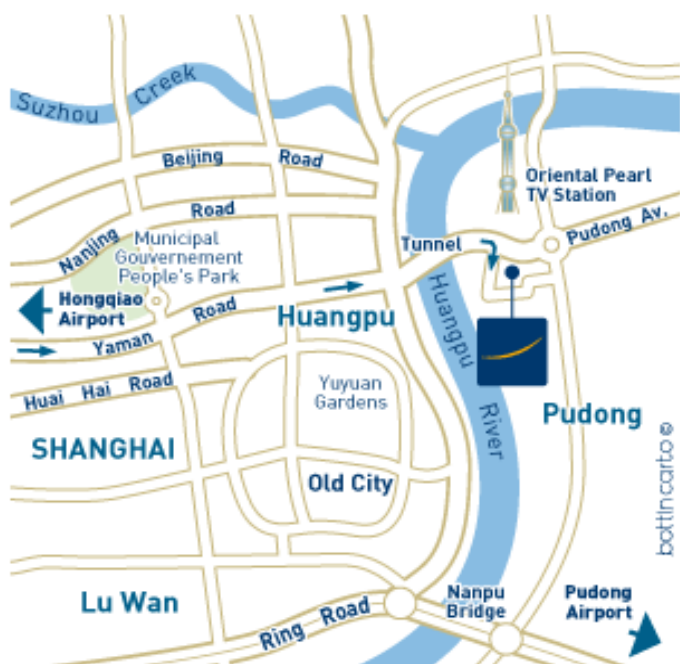 Suzhou Creek
Beijing Road
Oriental Pearl
TV Station
Nanjing Road
Pudong Av.
Municipal
Gouvernement
People's Park
Tunnel
Hongqiao
Airport
Yaman Road
Huangpu
Huangpu River
Huai Hai Road
Yuyuan
Gardens
Pudong
SHANGHAI
Old City
bottincarto ©
Lu Wan
Ring Road
Nanpu
Bridge
Pudong
Airport